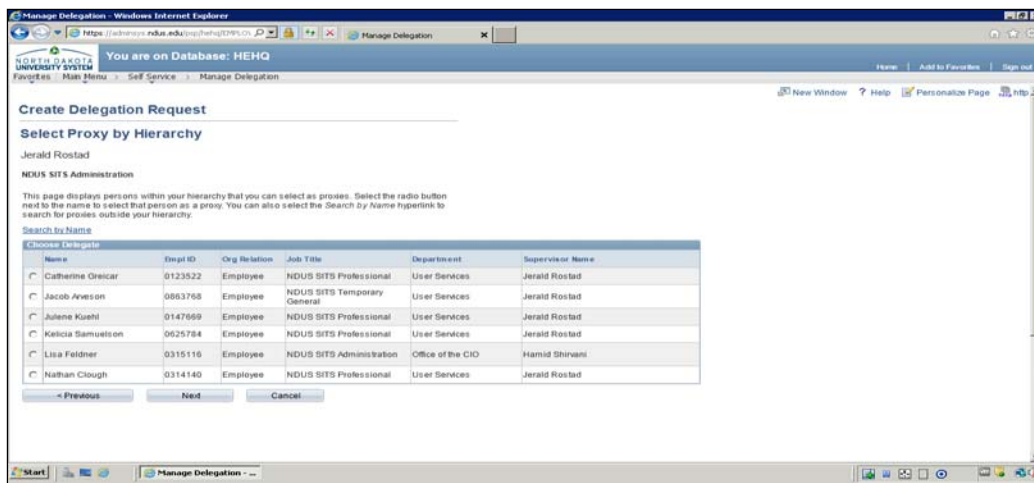 Manage Delegation - Windows Internet Explorer
https://adminsys.ndus.edu/psp/hehq/EMPLOY
Manage Delegation
NORTH DAKOTA
UNIVERSITY SYSTEM
You are on Database: HEHQ
Home | Add to Favorites | Sign out
Favorites Main Menu > Self Service > Manage Delegation
New Window ? Help Personalize Page http
Create Delegation Request
Select Proxy by Hierarchy
Jerald Rostad
NDUS SITS Administration
This page displays persons within your hierarchy that you can select as proxies. Select the radio button
next to the name to select that person as a proxy. You can also select the Search by Name hyperlink to
search for proxies outside your hierarchy.
Search by Name
Choose Delegate
Name Empl ID Org Relation Job Title Department Supervisor Name
Catherine Greicar 0123522 Employee NDUS SITS Professional User Services Jerald Rostad
Jacob Arveson 0863768 Employee NDUS SITS Temporary General User Services Jerald Rostad
Julene Kuehl 0147669 Employee NDUS SITS Professional User Services Jerald Rostad
Kelicia Samuelson 0625784 Employee NDUS SITS Professional User Services Jerald Rostad
Lisa Feldner 0315116 Employee NDUS SITS Administration Office of the CIO Hamid Shirvani
Nathan Clough 0314140 Employee NDUS SITS Professional User Services Jerald Rostad
< Previous Next Cancel
Start Manage Delegation - ...